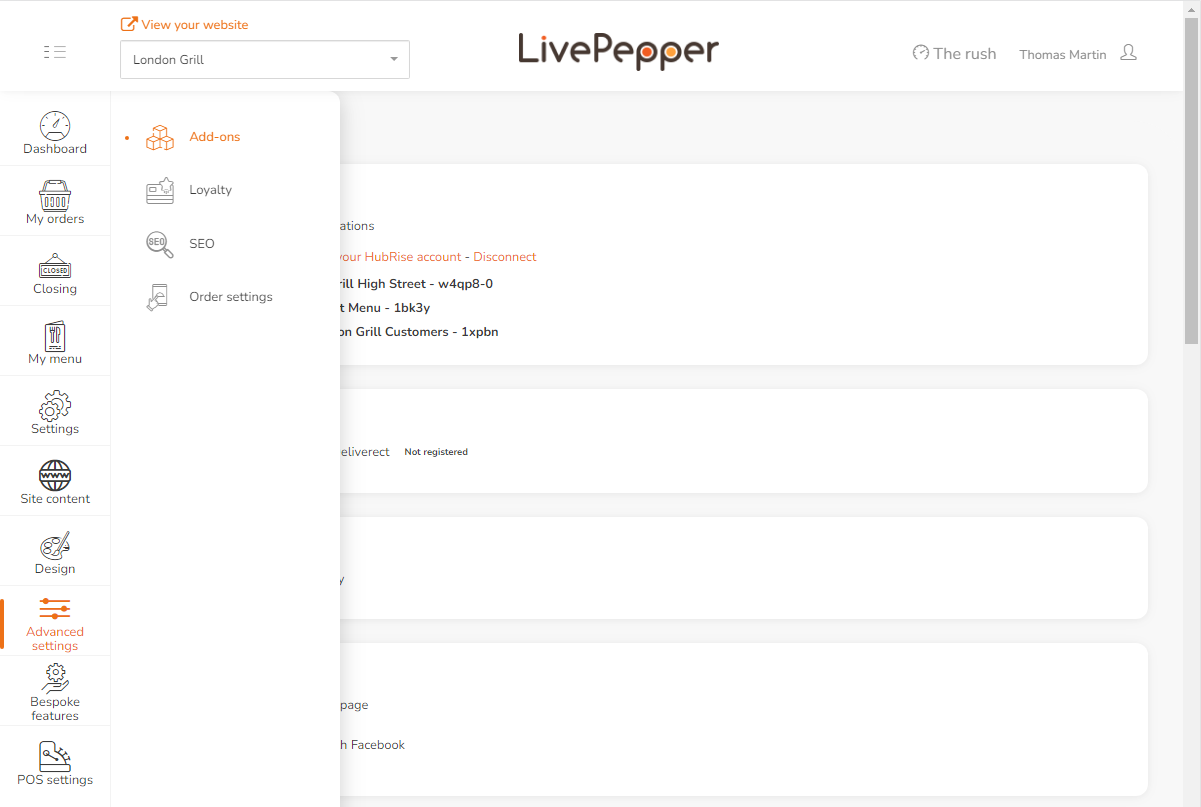 View your website
London Grill
LivePepper
The rush
Thomas Martin
Dashboard
My orders
CLOSED
Closing
My menu
Settings
WWW
Site content
Design
Advanced
settings
Bespoke
features
POS settings
Add-ons
Loyalty
SEO
SEO
Order settings
ations
your HubRise account - Disconnect
rill High Street - w4qp8-0
t Menu - 1bk3y
on Grill Customers - 1xpbn
eliverect Not registered
y
page
h Facebook